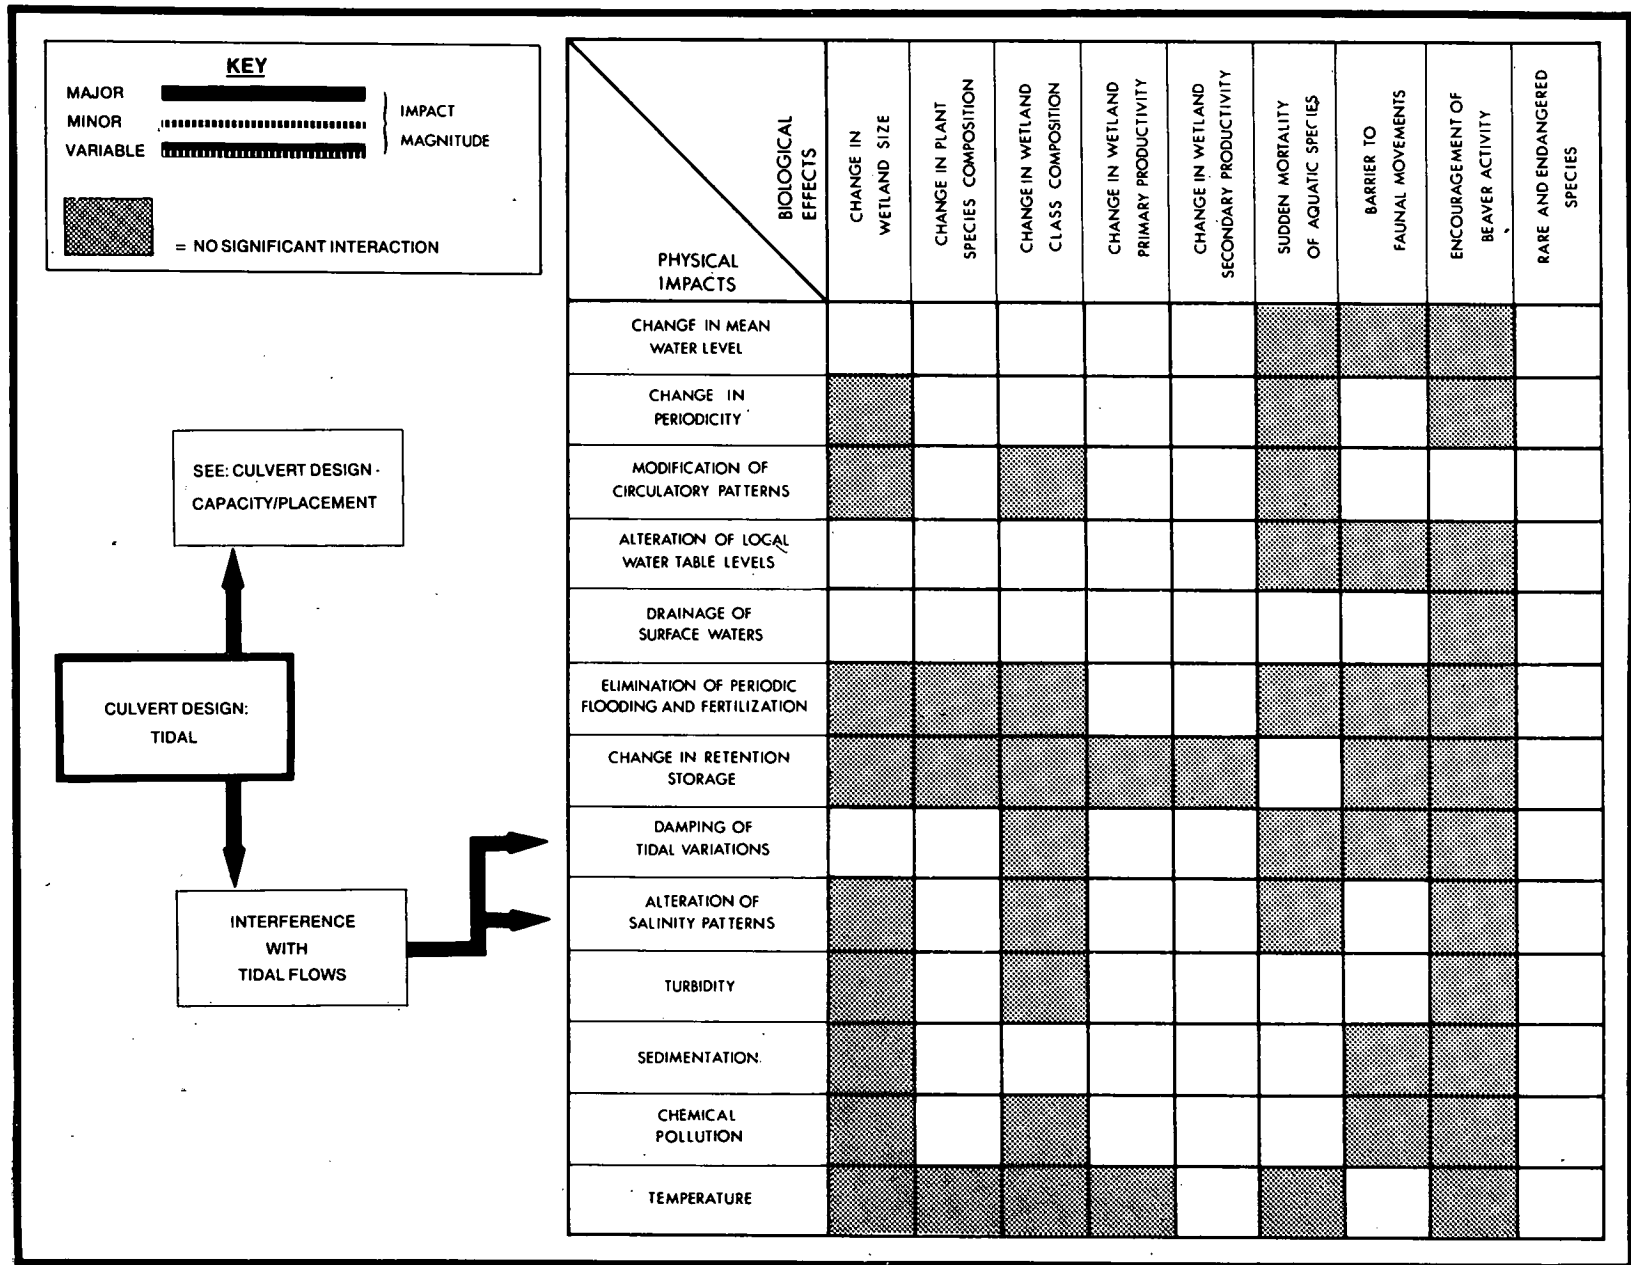 KEY
MAJOR
MINOR
VARIABLE
IMPACT
MAGNITUDE
= NO SIGNIFICANT INTERACTION
SEE: CULVERT DESIGN -
CAPACITY/PLACEMENT
CULVERT DESIGN:
TIDAL
INTERFERENCE
WITH
TIDAL FLOWS
BIOLOGICAL
EFFECTS
PHYSICAL
IMPACTS
CHANGE IN
WETLAND SIZE
CHANGE IN PLANT
SPECIES COMPOSITION
CHANGE IN WETLAND
CLASS COMPOSITION
CHANGE IN WETLAND
PRIMARY PRODUCTIVITY
CHANGE IN WETLAND
SECONDARY PRODUCTIVITY
SUDDEN MORTALITY
OF AQUATIC SPECIES
BARRIER TO
FAUNAL MOVEMENTS
ENCOURAGEMENT OF
BEAVER ACTIVITY
RARE AND ENDANGERED
SPECIES
CHANGE IN MEAN
WATER LEVEL
CHANGE IN
PERIODICITY
MODIFICATION OF
CIRCULATORY PATTERNS
ALTERATION OF LOCAL
WATER TABLE LEVELS
DRAINAGE OF
SURFACE WATERS
ELIMINATION OF PERIODIC
FLOODING AND FERTILIZATION
CHANGE IN RETENTION
STORAGE
DAMPING OF
TIDAL VARIATIONS
ALTERATION OF
SALINITY PATTERNS
TURBIDITY
SEDIMENTATION
CHEMICAL
POLLUTION
TEMPERATURE